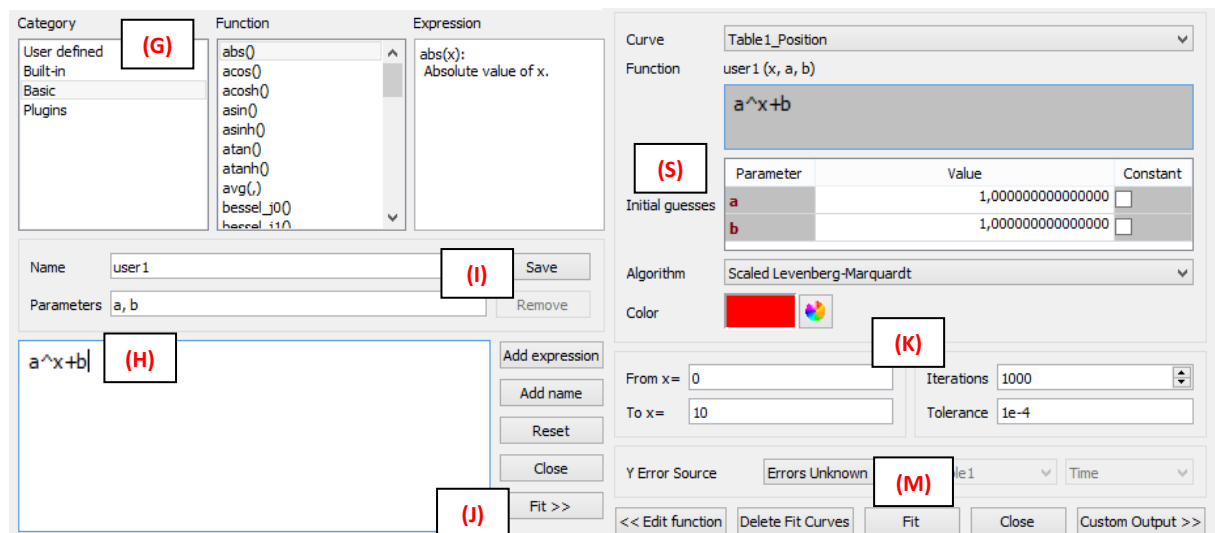 Category
Function
Expression
(G)
User defined
Built-in
Basic
Plugins
abs()
acos()
acosh()
asin()
asinh()
atan()
atanh()
avg(,)
bessel_j0()
bessel_j1()
abs(x):
Absolute value of x.
Name user1 (I) Save
Parameters a, b Remove
a^x+b (H)
Add expression
Add name
Reset
Close
(J) Fit >>
Curve Table1_Position
Function user1 (x, a, b)
a^x+b
(S)
Parameter Value Constant
Initial guesses
a 1,000000000000000
b 1,000000000000000
Algorithm Scaled Levenberg-Marquardt
Color
(K)
From x= 0 Iterations 1000
To x= 10 Tolerance 1e-4
Y Error Source Errors Unknown (M) Time
<< Edit function Delete Fit Curves Fit Close Custom Output >>